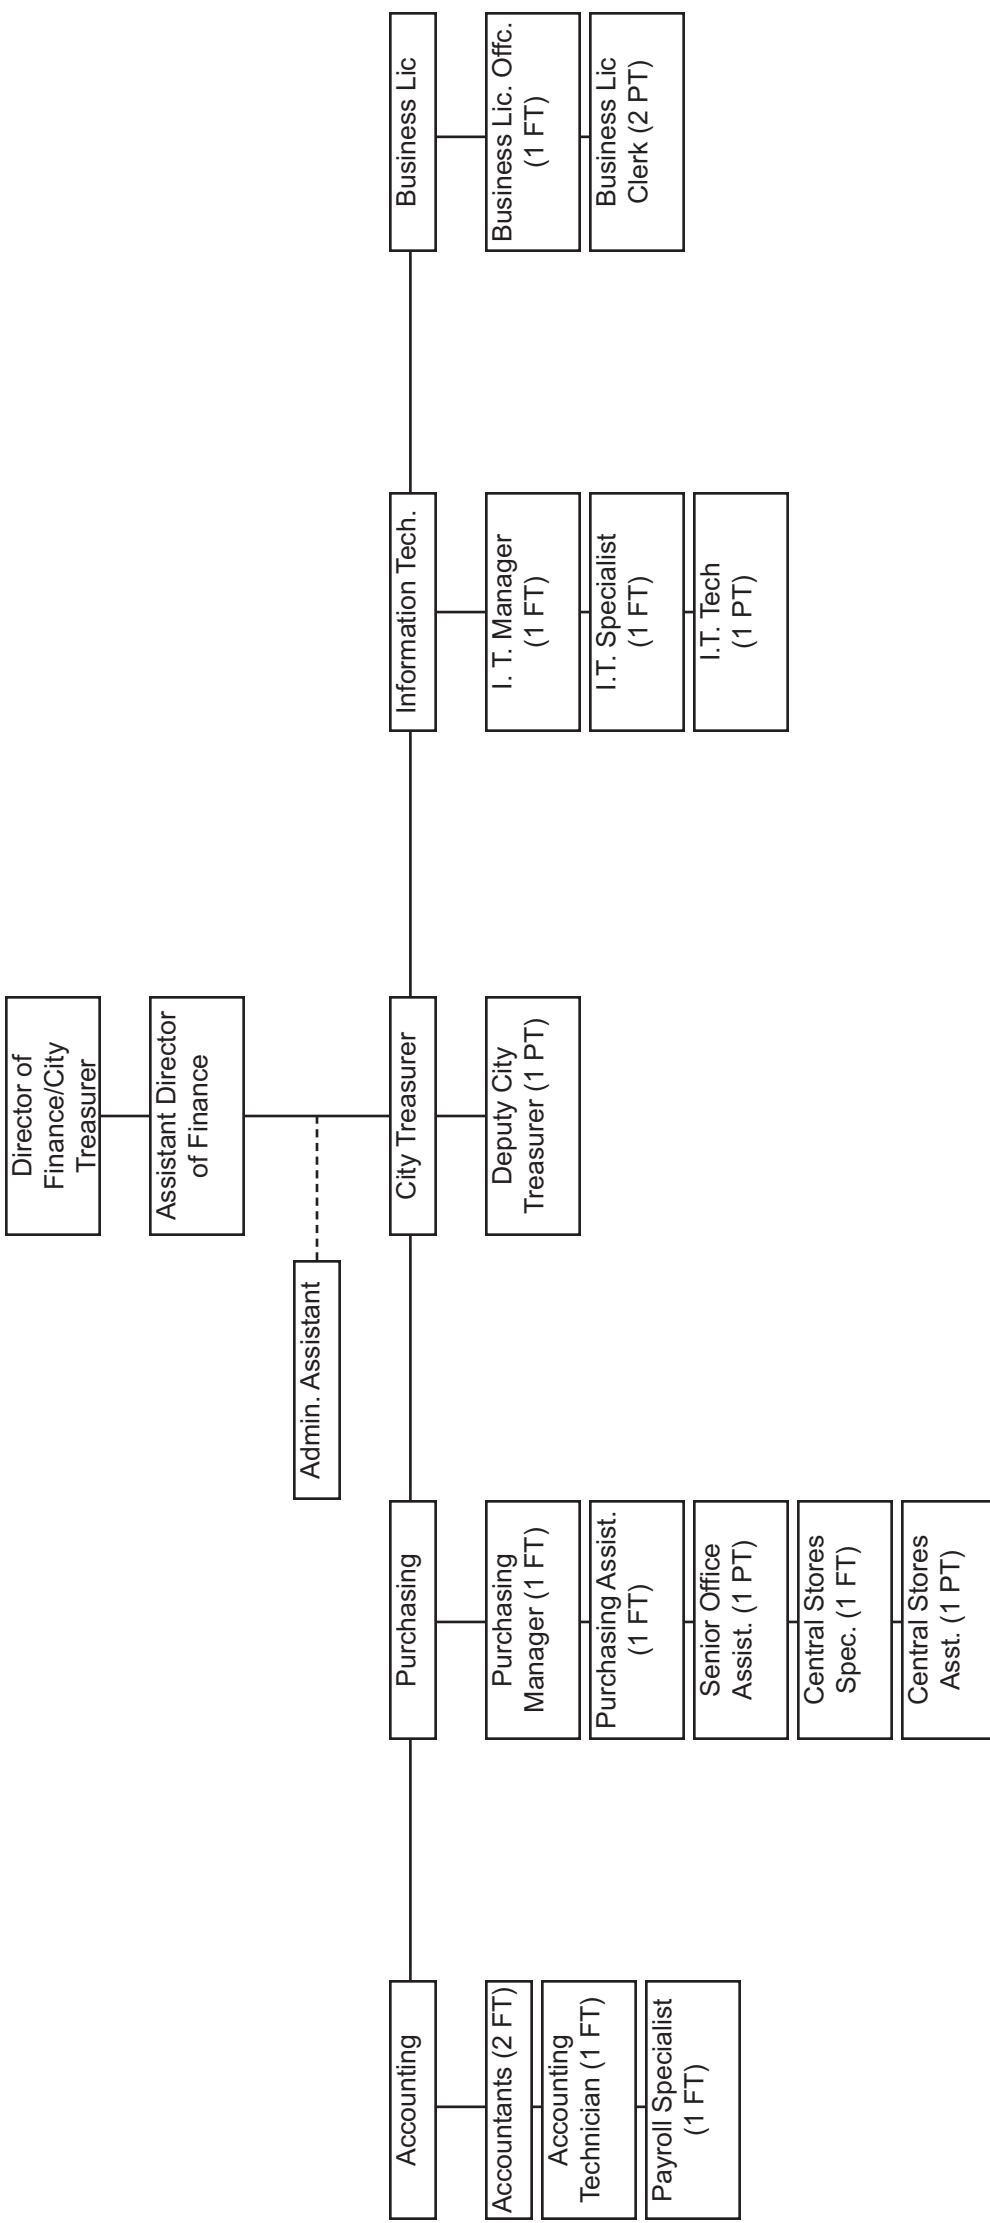 Director of
Finance/City
Treasurer
Assistant Director
of Finance
Admin. Assistant
Accounting
Purchasing
City Treasurer
Information Tech.
Business Lic
Accountants (2 FT)
Accounting
Technician (1 FT)
Payroll Specialist
(1 FT)
Purchasing
Manager (1 FT)
Purchasing Assist.
(1 FT)
Senior Office
Assist. (1 PT)
Central Stores
Spec. (1 FT)
Central Stores
Asst. (1 PT)
Deputy City
Treasurer (1 PT)
I. T. Manager
(1 FT)
I.T. Specialist
(1 FT)
I.T. Tech
(1 PT)
Business Lic. Offc.
(1 FT)
Business Lic
Clerk (2 PT)